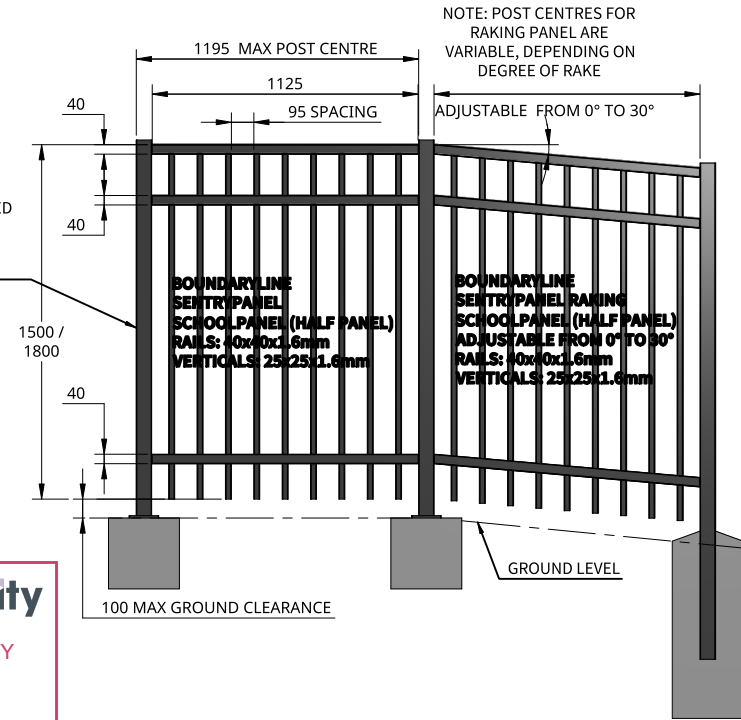 NOTE: POST CENTRES FOR
RAKING PANEL ARE
VARIABLE, DEPENDING ON
DEGREE OF RAKE
1195 MAX POST CENTRE
1125
40
95 SPACING
ADJUSTABLE FROM 0° TO 30°
40
BOUNDARYLINE
SENTRYPANEL
SCHOOLPANEL (HALF PANEL)
RAILS: 40x40x1.6mm
VERTICALS: 25x25x1.6mm
BOUNDARYLINE
SENTRYPANEL RAKING
SCHOOLPANEL (HALF PANEL)
ADJUSTABLE FROM 0° TO 30°
RAILS: 40x40x1.6mm
VERTICALS: 25x25x1.6mm
1500 /
1800
40
GROUND LEVEL
100 MAX GROUND CLEARANCE
ity
Y